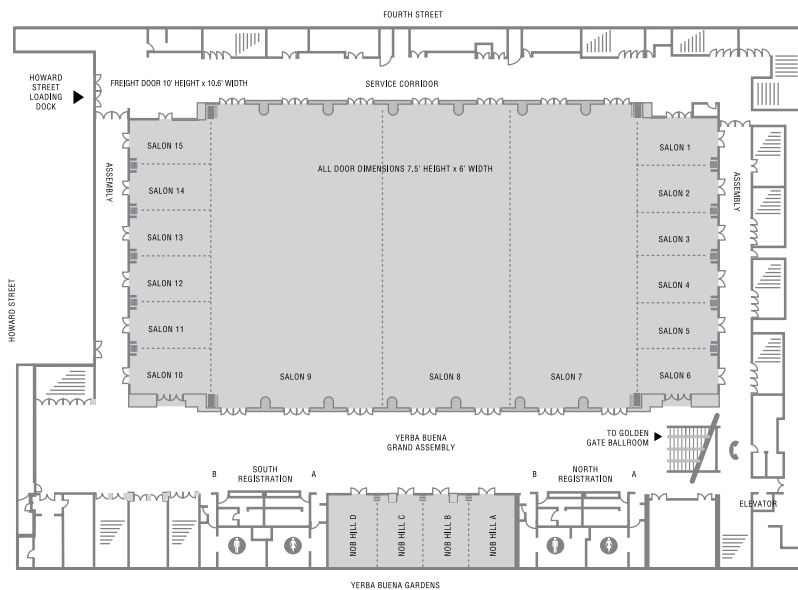 FOURTH STREET
HOWARD
STREET
LOADING
DOCK
FREIGHT DOOR 10' HEIGHT x 10.6' WIDTH
SERVICE CORRIDOR
SALON 15
SALON 1
ALL DOOR DIMENSIONS 7.5' HEIGHT x 6' WIDTH
ASSEMBLY
SALON 14
SALON 2
ASSEMBLY
SALON 13
SALON 3
SALON 12
SALON 4
HOWARD STREET
SALON 11
SALON 5
SALON 10
SALON 9
SALON 8
SALON 7
SALON 6
YERBA BUENA
GRAND ASSEMBLY
TO GOLDEN
GATE BALLROOM
B
SOUTH
REGISTRATION
A
B
NORTH
REGISTRATION
A
ELEVATOR
NOB HILL D
NOB HILL C
NOB HILL B
NOB HILL A
YERBA BUENA GARDENS